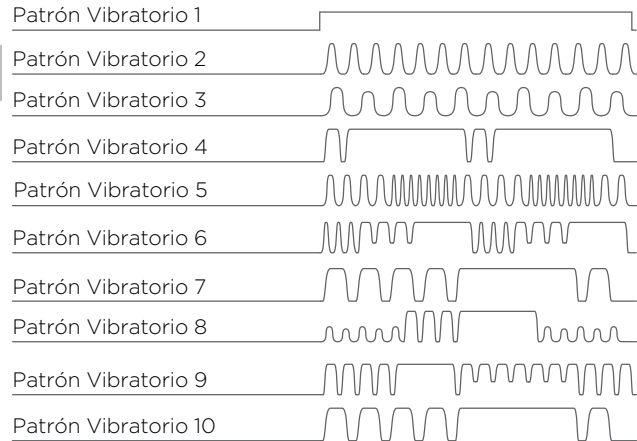 Patrón Vibratorio 1
Patrón Vibratorio 2
Patrón Vibratorio 3
Patrón Vibratorio 4
Patrón Vibratorio 5
Patrón Vibratorio 6
Patrón Vibratorio 7
Patrón Vibratorio 8
Patrón Vibratorio 9
Patrón Vibratorio 10